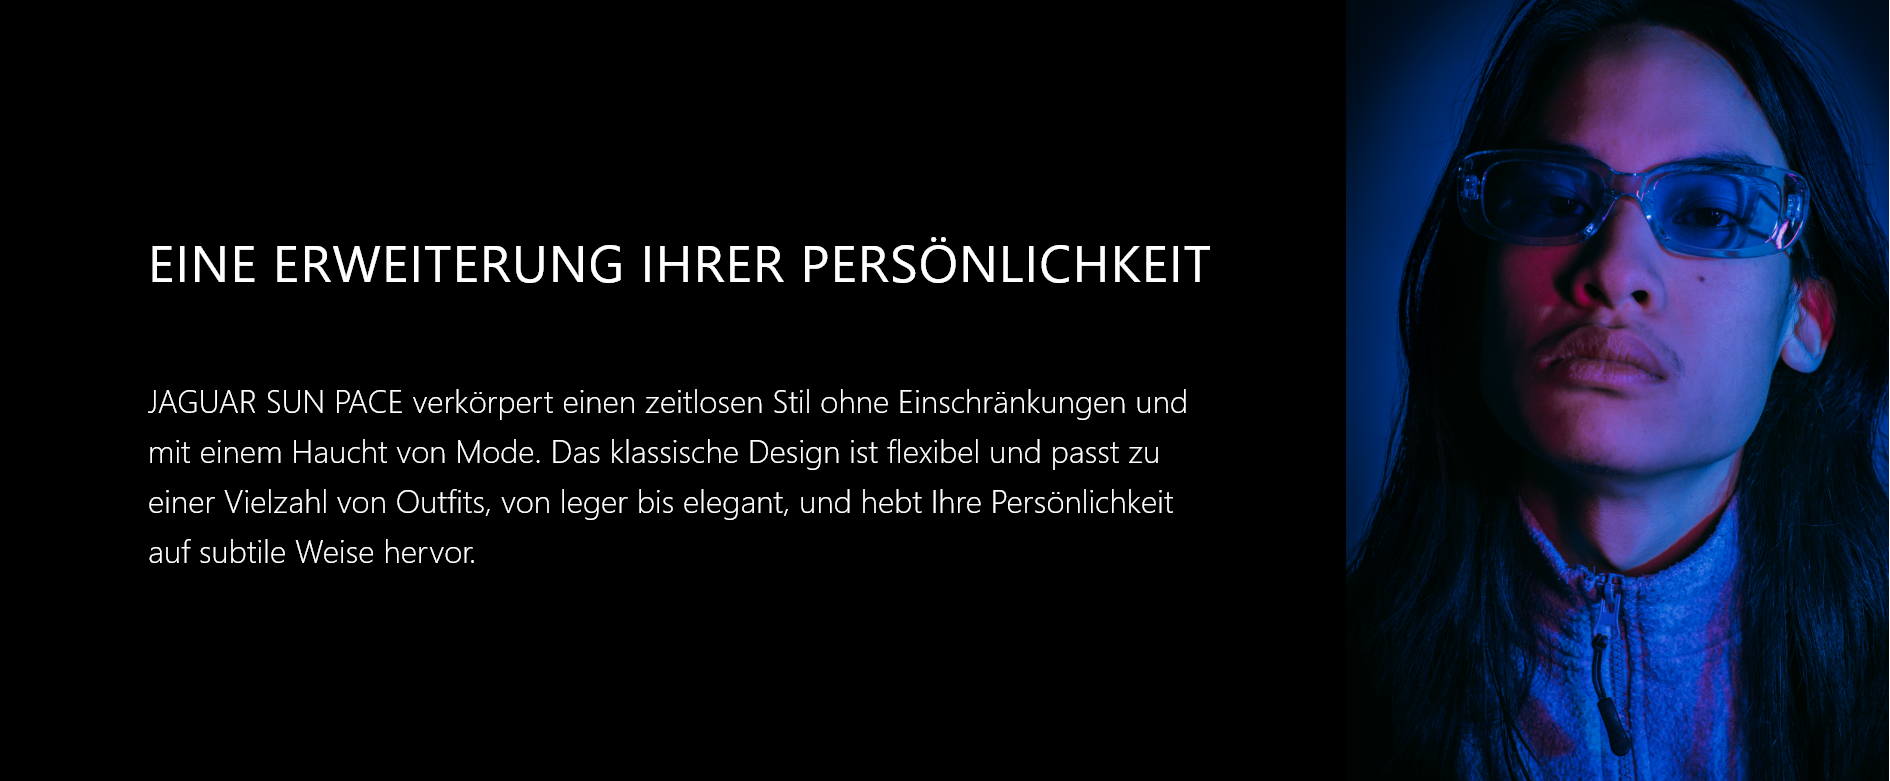 EINE ERWEITERUNG IHRER PERSÖNLICHKEIT
JAGUAR SUN PACE verkörpert einen zeitlosen Stil ohne Einschränkungen und
mit einem Haucht von Mode. Das klassische Design ist flexibel und passt zu
einer Vielzahl von Outfits, von leger bis elegant, und hebt Ihre Persönlichkeit
auf subtile Weise hervor.